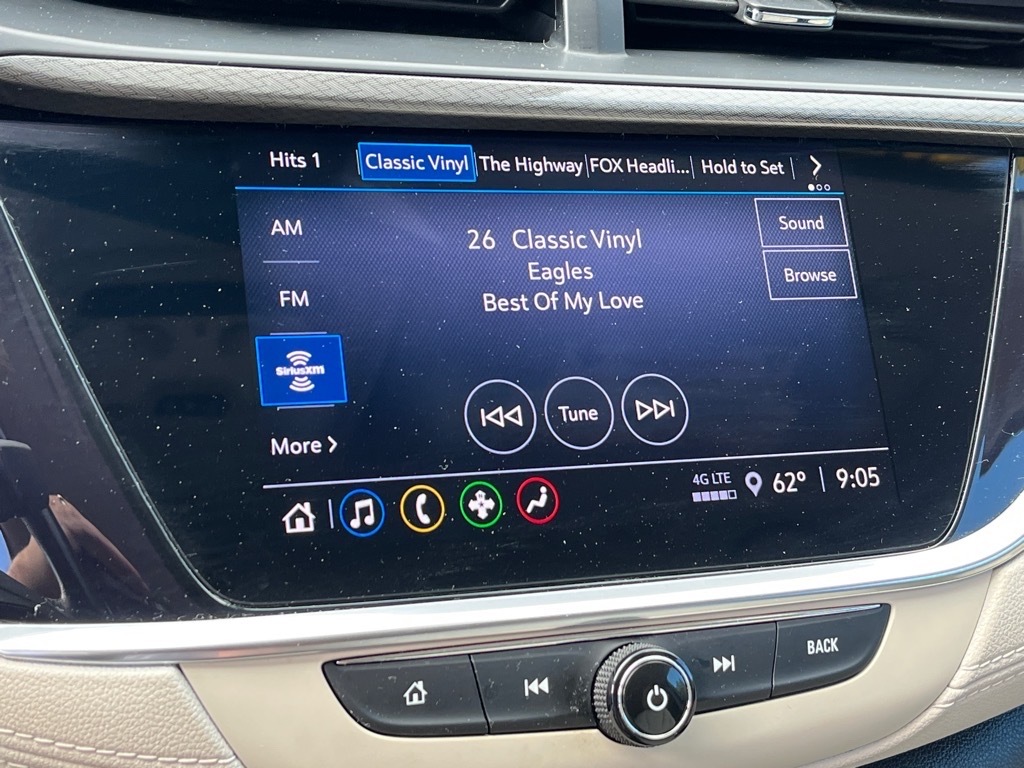 Hits 1 Classic Vinyl The Highway FOX Headli... Hold to Set
AM
26 Classic Vinyl
Sound
Eagles
Browse
Best Of My Love
FM
SiriusXM
Tune
More
4G LTE 62° 9:05
BACK